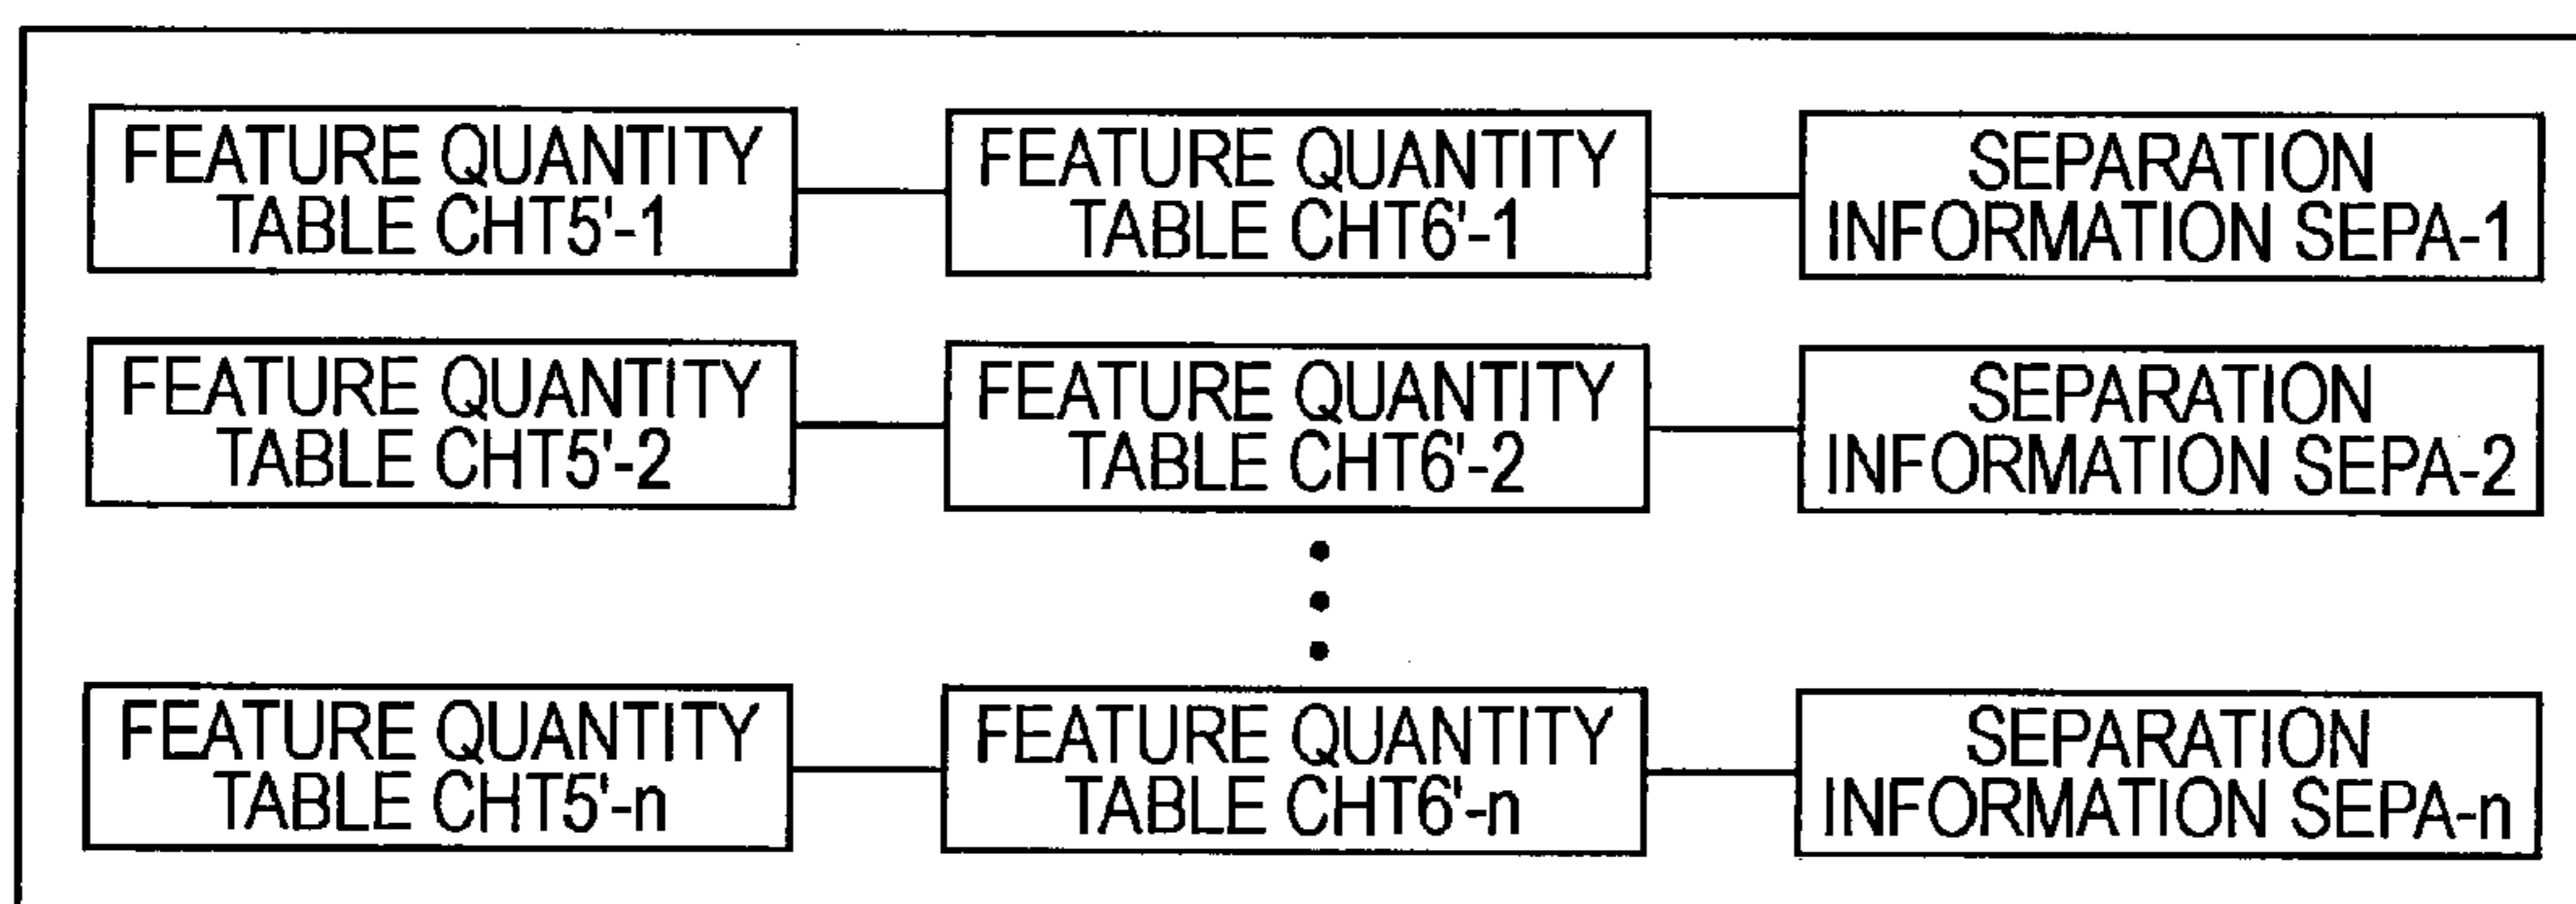 FEATURE QUANTITY
TABLE CHT5'-1
FEATURE QUANTITY
TABLE CHT6'-1
SEPARATION
INFORMATION SEPA-1
FEATURE QUANTITY
TABLE CHT5'-2
FEATURE QUANTITY
TABLE CHT6'-2
SEPARATION
INFORMATION SEPA-2
FEATURE QUANTITY
TABLE CHT5'-n
FEATURE QUANTITY
TABLE CHT6'-n
SEPARATION
INFORMATION SEPA-n